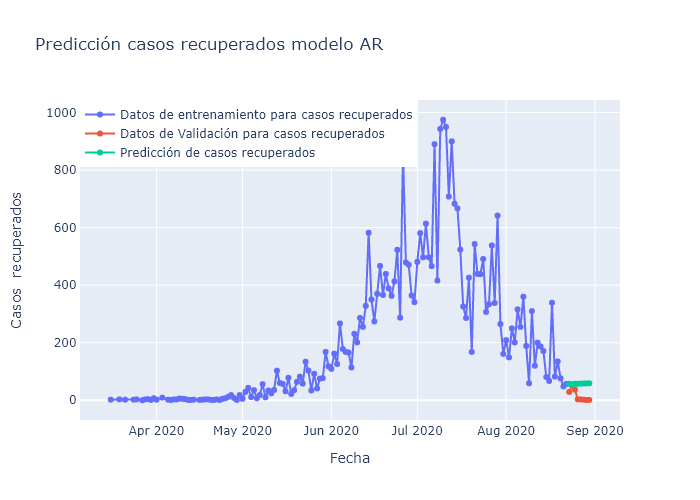 Predicción casos recuperados modelo AR
Datos de entrenamiento para casos recuperados
Datos de Validación para casos recuperados
Predicción de casos recuperados
1000
800
600
400
200
0
Casos recuperados
Apr 2020
May 2020
Jun 2020
Jul 2020
Aug 2020
Sep 2020
Fecha